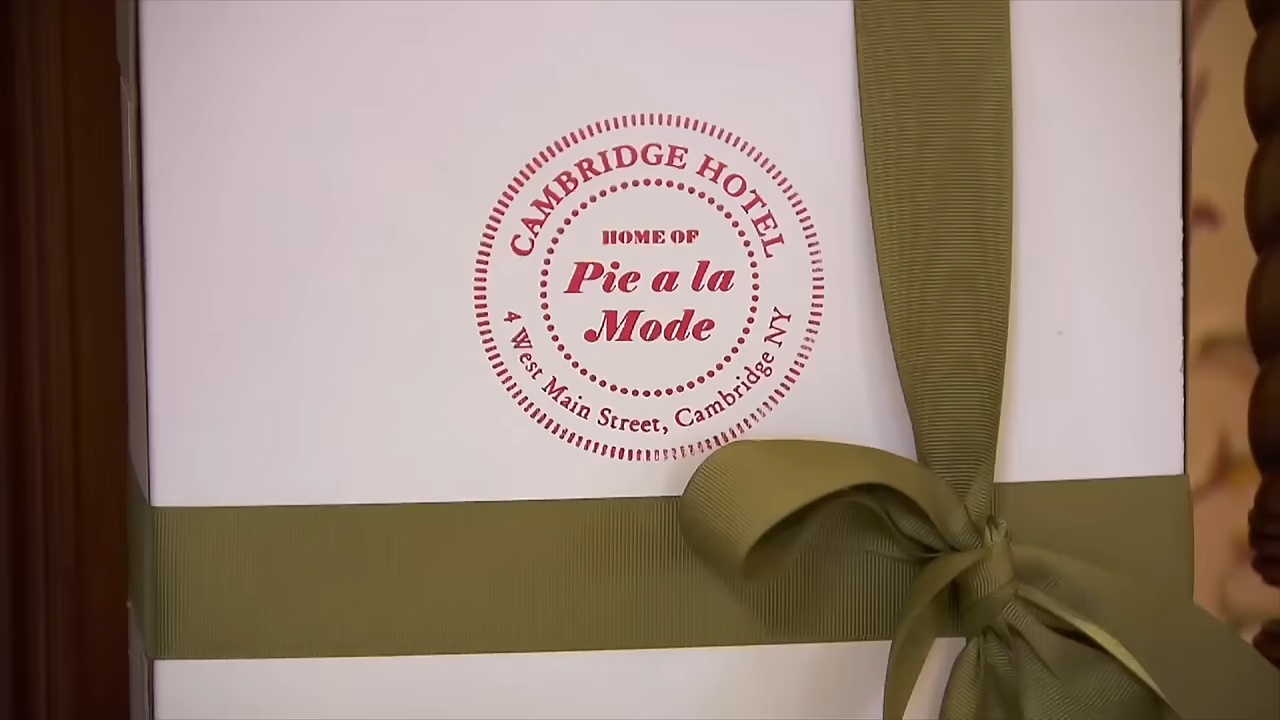 CAMBRIDGE HOTEL
HOME OF
Pie a la
Mode
4 West Main Street, Cambridge NY